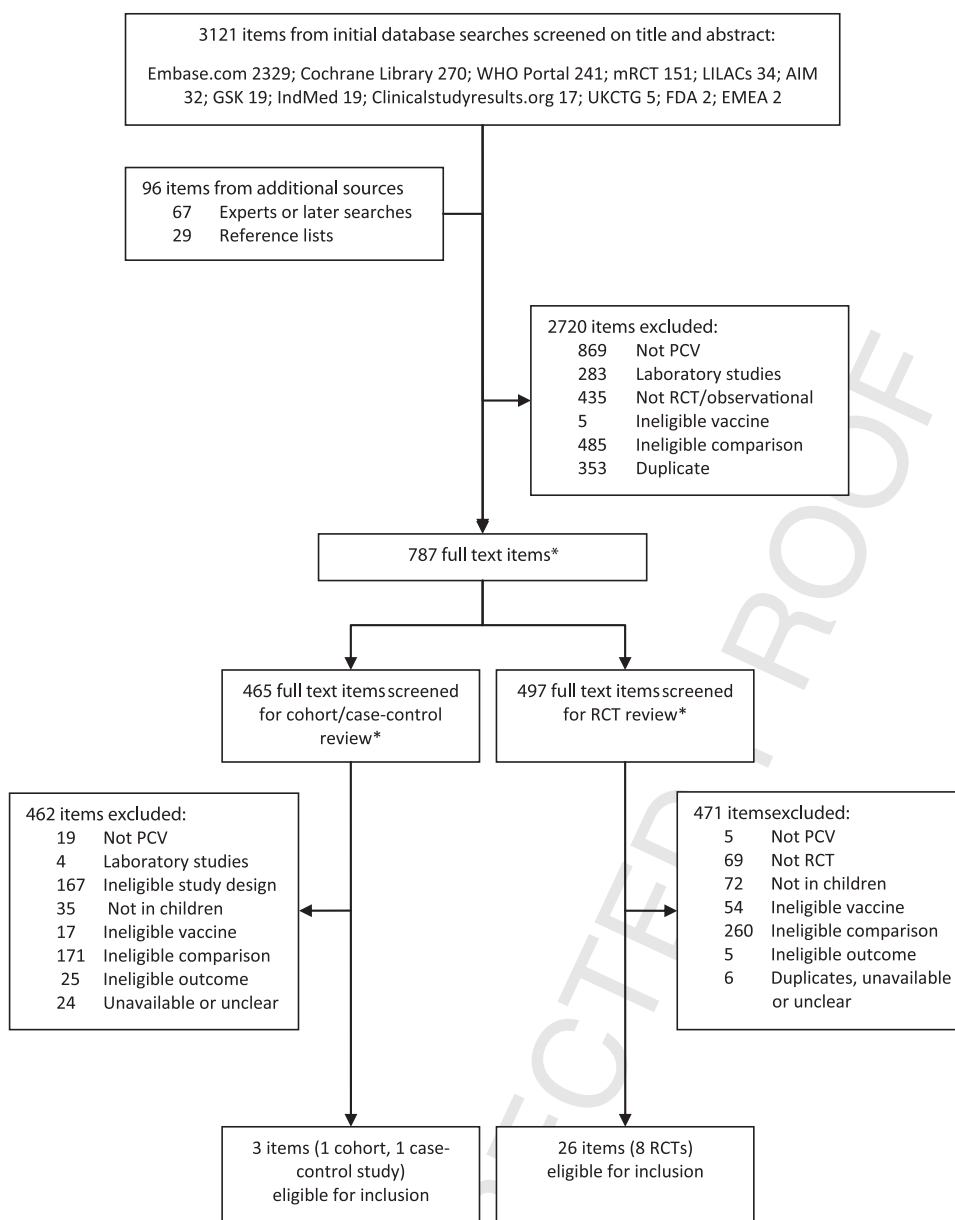 3121 items from initial database searches screened on title and abstract:
Embase.com 2329; Cochrane Library 270; WHO Portal 241; mRCT 151; LILACs 34; AIM
32; GSK 19; IndMed 19; Clinicalstudyresults.org 17; UKCTG 5; FDA 2; EMEA 2
96 items from additional sources
67 Experts or later searches
29 Reference lists
2720 items excluded:
869 Not PCV
283 Laboratory studies
435 Not RCT/observational
5 Ineligible vaccine
485 Ineligible comparison
353 Duplicate
787 full text items*
465 full text items screened
for cohort/case-control
review*
497 full text items screened
for RCT review*
462 items excluded:
19 Not PCV
4 Laboratory studies
167 Ineligible study design
35 Not in children
17 Ineligible vaccine
171 Ineligible comparison
25 Ineligible outcome
24 Unavailable or unclear
471 itemsexcluded:
5 Not PCV
69 Not RCT
72 Not in children
54 Ineligible vaccine
260 Ineligible comparison
5 Ineligible outcome
6 Duplicates, unavailable
or unclear
3 items (1 cohort, 1 case-
control study)
eligible for inclusion
26 items (8 RCTs)
eligible for inclusion
PROOF